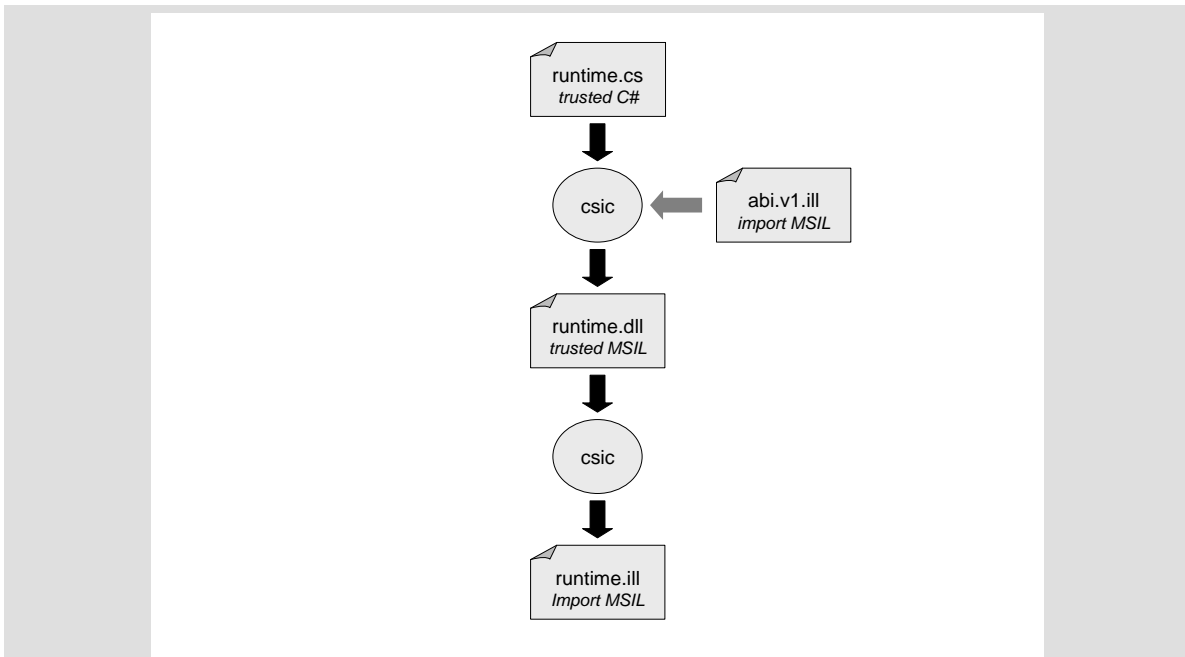 runtime.cs
trusted C#
csic
abi.v1.ill
import MSIL
runtime.dll
trusted MSIL
csic
runtime.ill
Import MSIL